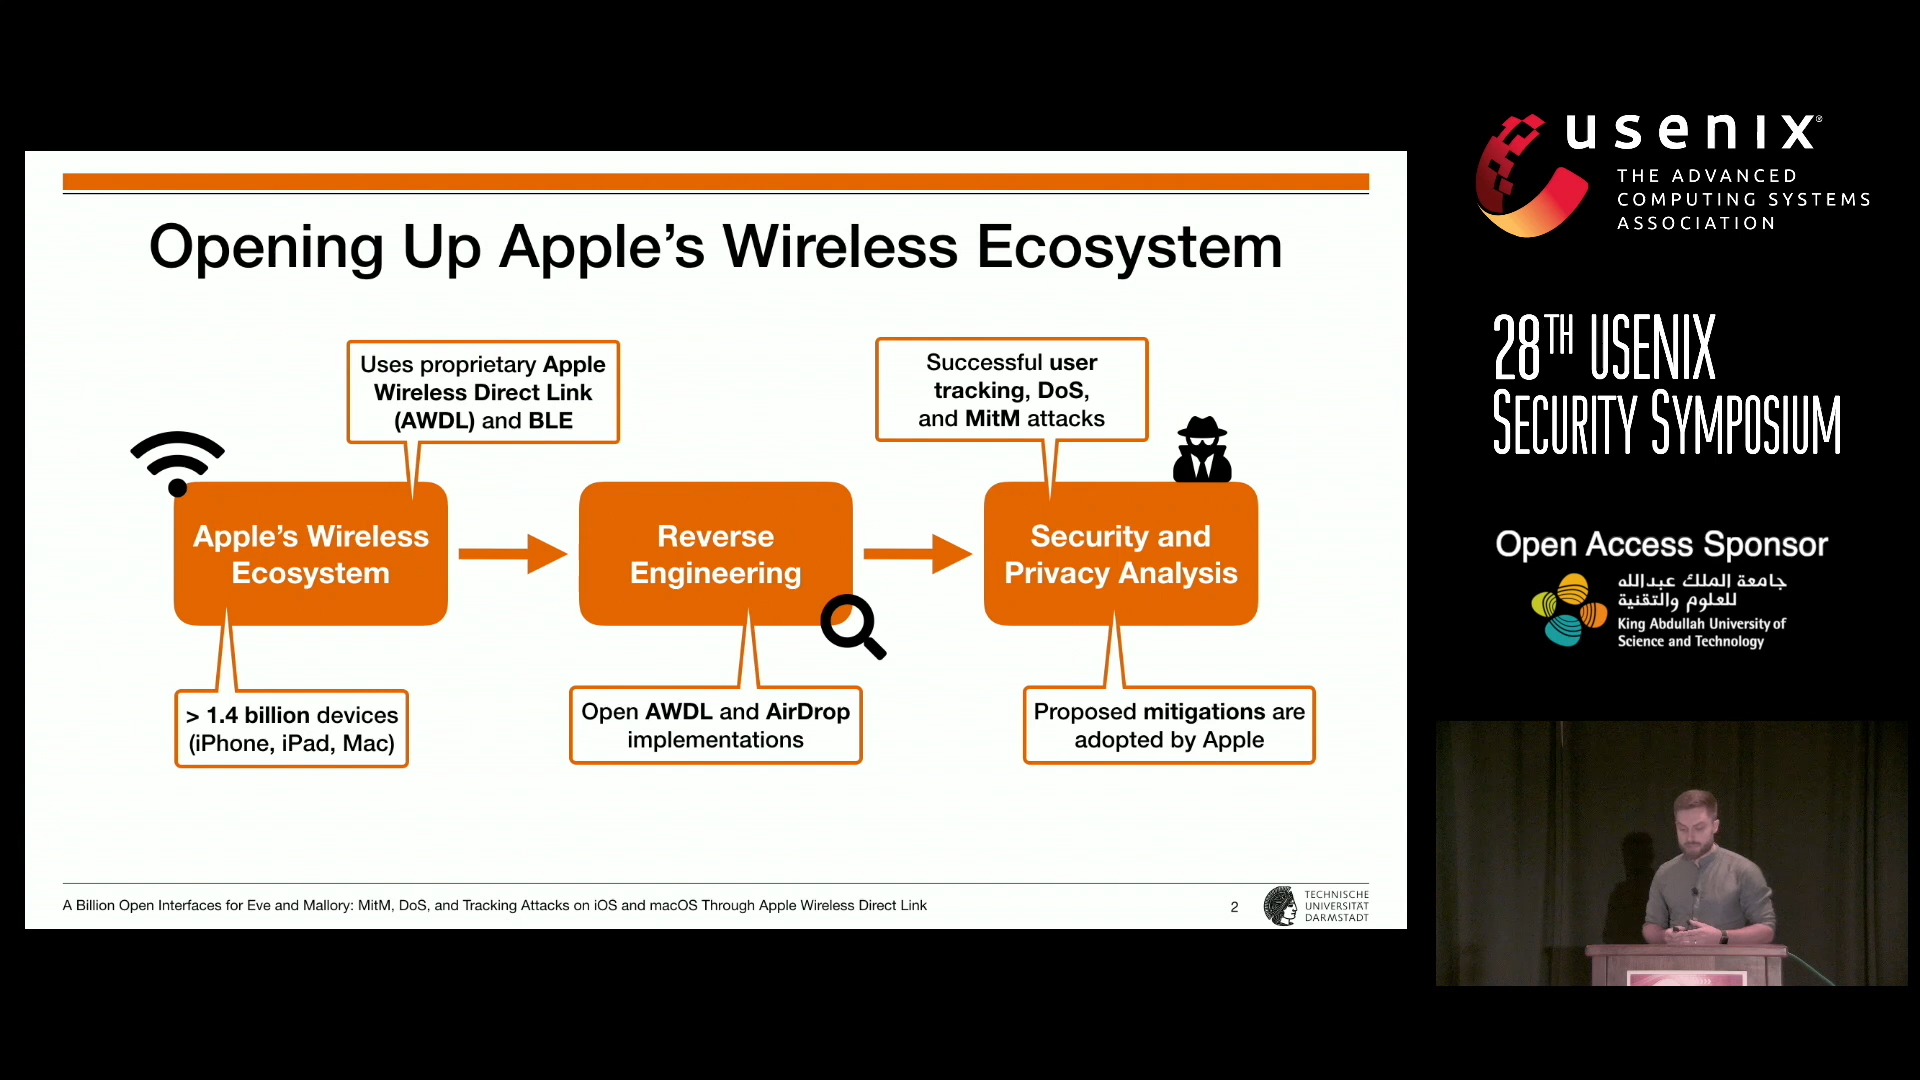 Opening Up Apple's Wireless Ecosystem
Uses proprietary Apple
Wireless Direct Link
(AWDL) and BLE
Successful user
tracking, DoS,
and MitM attacks
Apple's Wireless
Ecosystem
Reverse
Engineering
Security and
Privacy Analysis
> 1.4 billion devices
(iPhone, iPad, Mac)
Open AWDL and AirDrop
implementations
Proposed mitigations are
adopted by Apple
A Billion Open Interfaces for Eve and Mallory: MitM, DoS, and Tracking Attacks on iOS and macOS Through Apple Wireless Direct Link
2
TECHNISCHE
UNIVERSITÄT
DARMSTADT
usenix®
THE ADVANCED
COMPUTING SYSTEMS
ASSOCIATION
28TH USENIX
SECURITY SYMPOSIUM
Open Access Sponsor
جامعة الملك عبدالله
للعلوم والتقنية
King Abdullah University of
Science and Technology